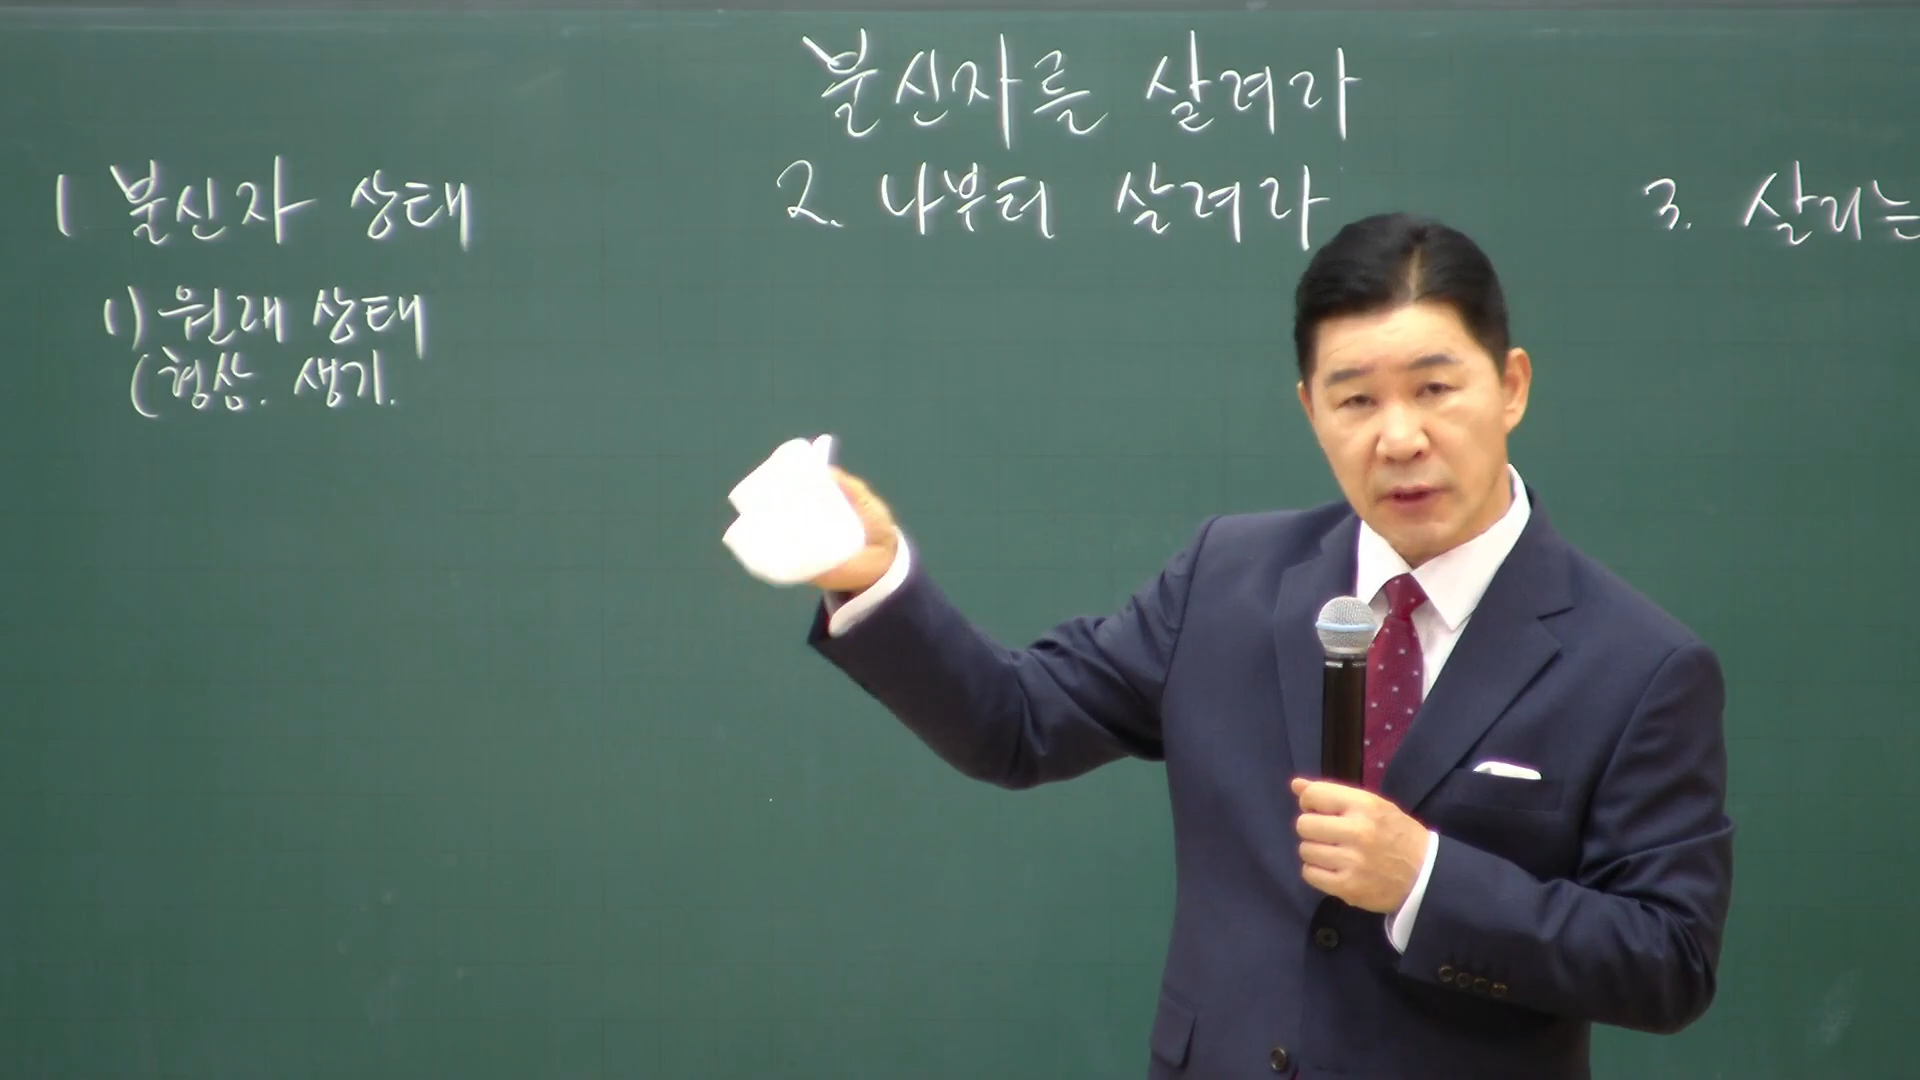 불신자를 살려라
1 불신자 상태
1) 원래 상태
(형상. 생기.
2. 나부터 살려라
3. 살리는